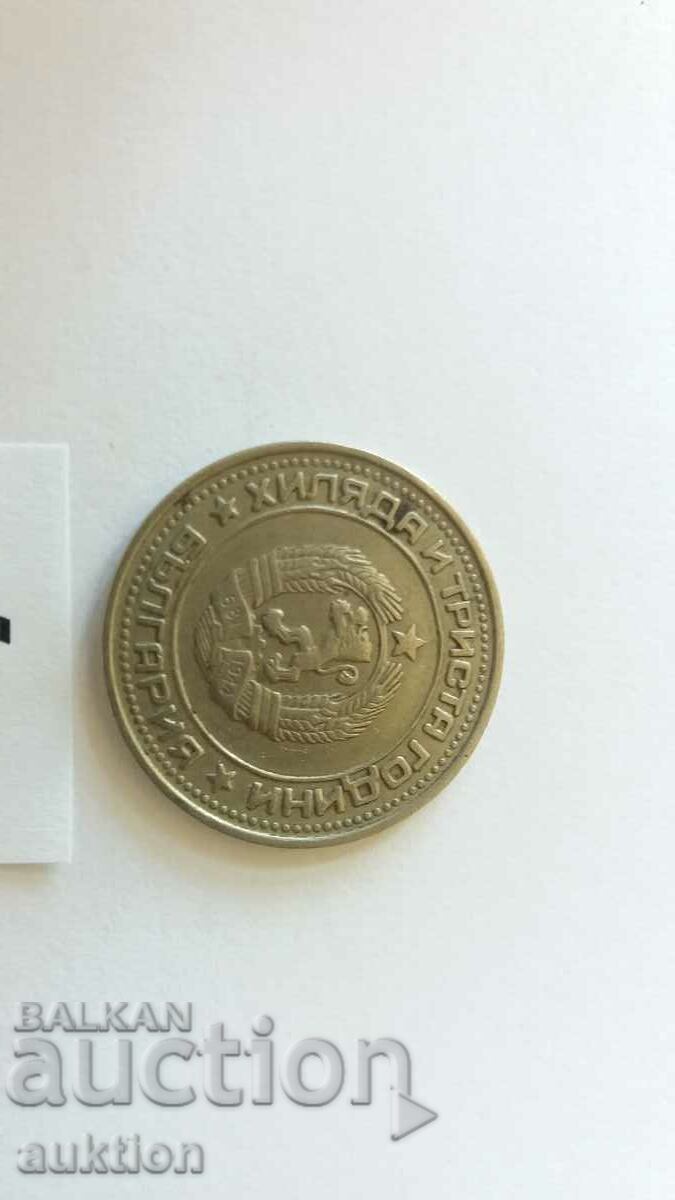 ХИЛЯДА И ТРИСТА ГОДИНИ
БЪЛГАРИЯ
BALKAN
auction
auktion